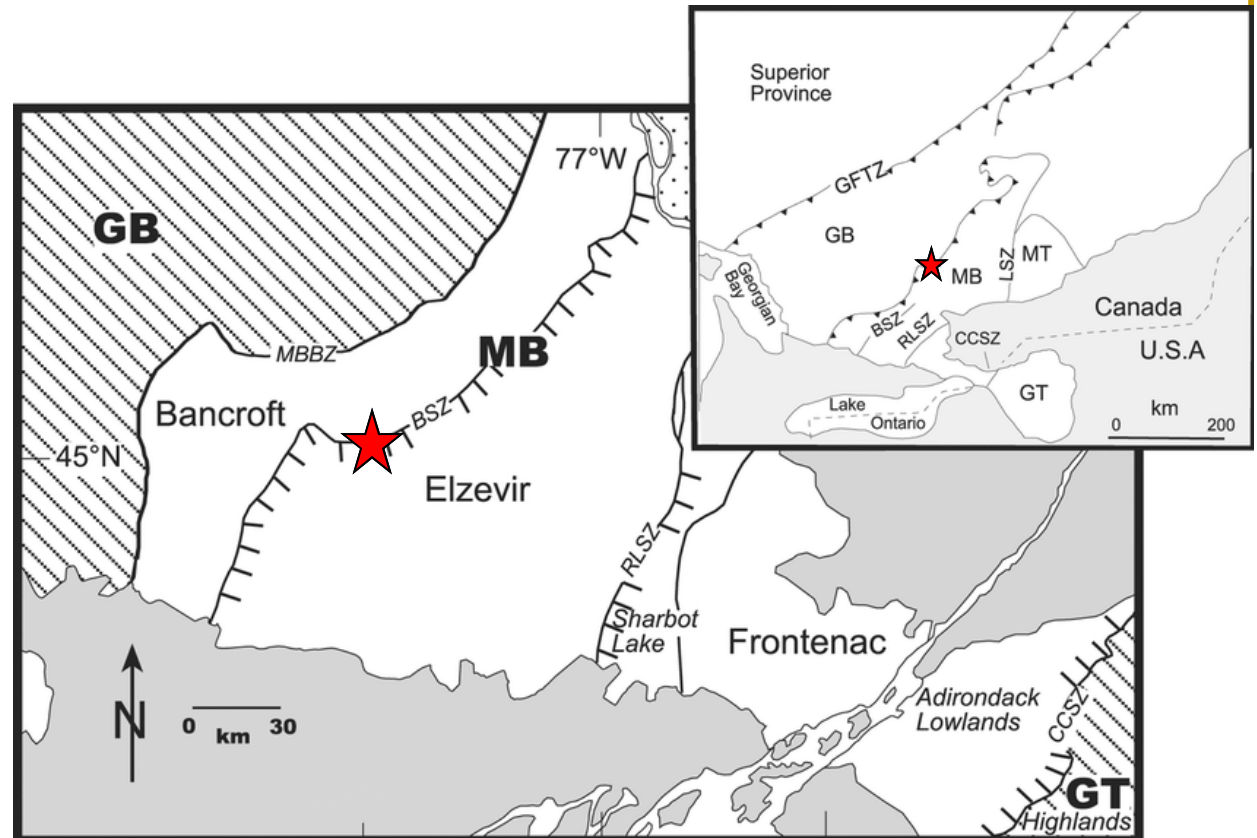 GB
77°W
MBBZ
MB
Bancroft
BSZ
45°N
Elzevir
RLSZ
Sharbot
Lake
Frontenac
N
0 km 30
Adirondack
Lowlands
CCSZ
GT
Highlands
Superior
Province
GFTZ
GB
Georgian
Bay
MB
LSZ
MT
BSZ
RLSZ
CCSZ
Canada
U.S.A
GT
Lake
Ontario
km
0 200